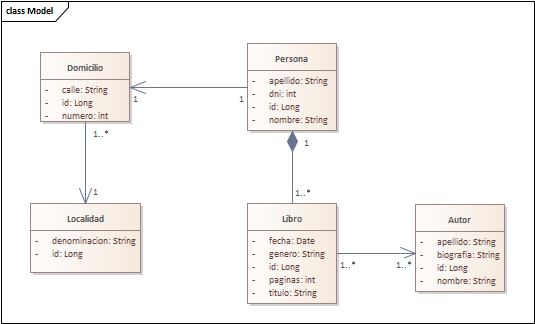 class Model
Domicilio
- calle: String
- id: Long
- numero: int
Persona
- apellido: String
- dni: int
- id: Long
- nombre: String
1
1
1..*
1
1
1..*
Localidad
- denominacion: String
- id: Long
Libro
- fecha: Date
- genero: String
- id: Long
- paginas: int
- titulo: String
1..*
1..*
Autor
- apellido: String
- biografia: String
- id: Long
- nombre: String